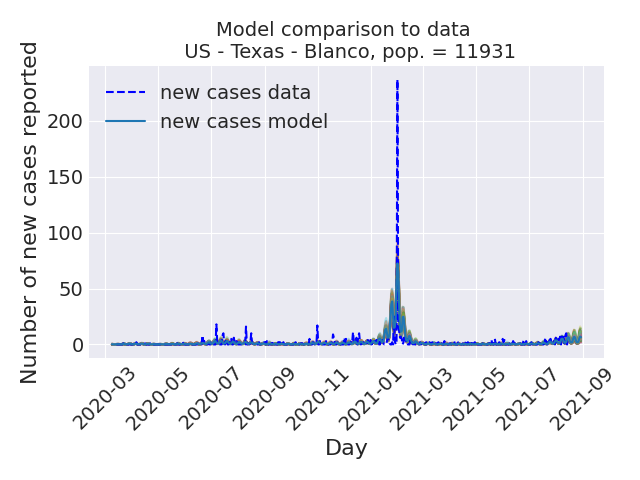 Model comparison to data
US - Texas - Blanco, pop. = 11931
Number of new cases reported
new cases data
new cases model
200
150
100
50
0
2020-03
2020-05
2020-07
2020-09
2020-11
2021-01
2021-03
2021-05
2021-07
2021-09
Day